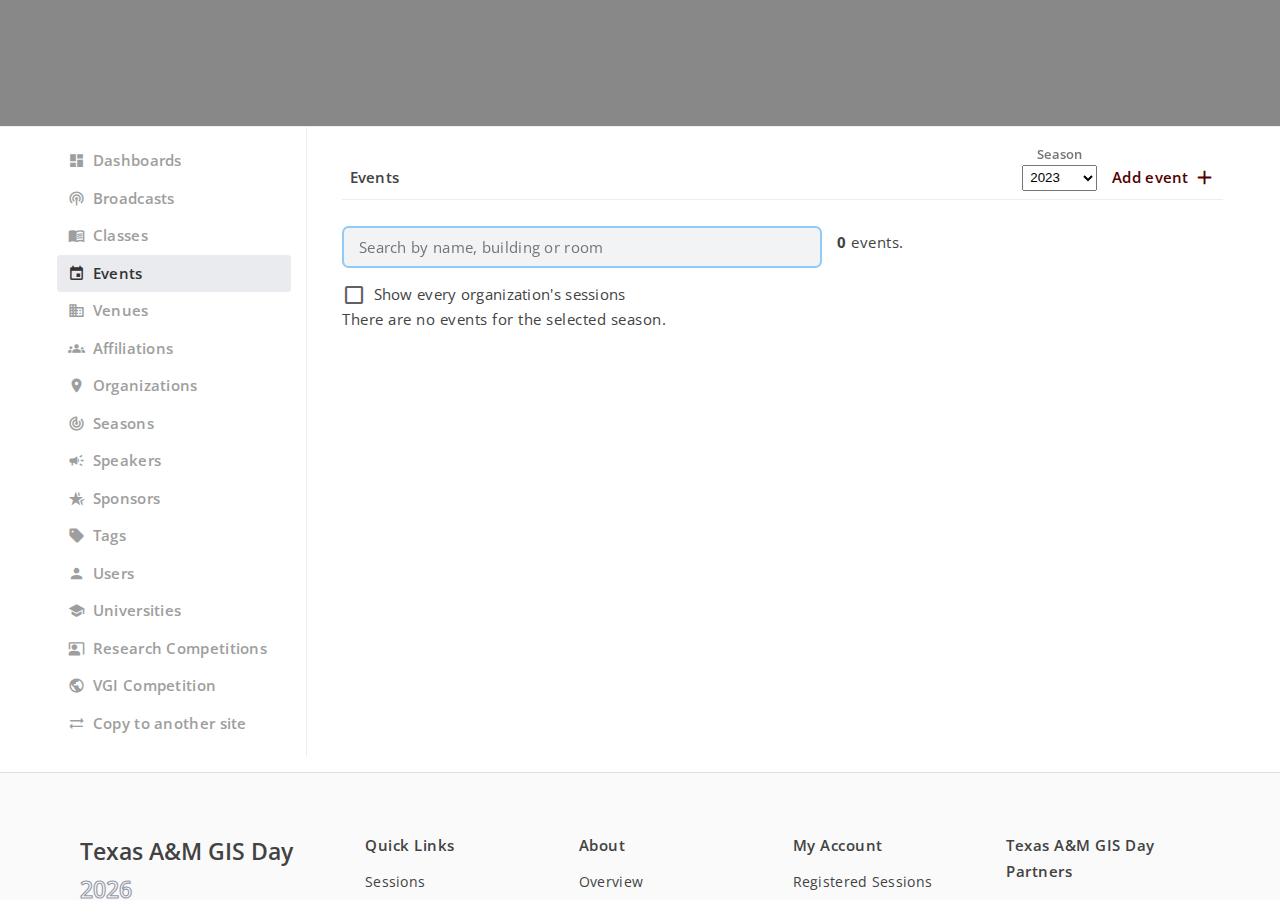 Dashboards
Broadcasts
Classes
Events
Venues
Affiliations
Organizations
Seasons
Speakers
Sponsors
Tags
Users
Universities
Research Competitions
VGI Competition
Copy to another site
Season
Events
2023
Add event
Search by name, building or room
0 events.
Show every organization's sessions
There are no events for the selected season.
Texas A&M GIS Day
2026
Quick Links
Sessions
About
Overview
My Account
Registered Sessions
Texas A&M GIS Day
Partners